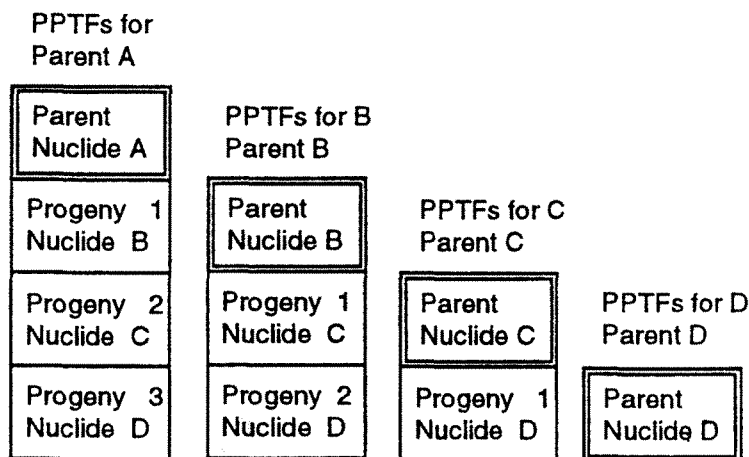 PPTFs for
Parent A
Parent
Nuclide A
Progeny 1
Nuclide B
Progeny 2
Nuclide C
Progeny 3
Nuclide D
PPTFs for B
Parent B
Parent
Nuclide B
Progeny 1
Nuclide C
Progeny 2
Nuclide D
PPTFs for C
Parent C
Parent
Nuclide C
Progeny 1
Nuclide D
PPTFs for D
Parent D
Parent
Nuclide D